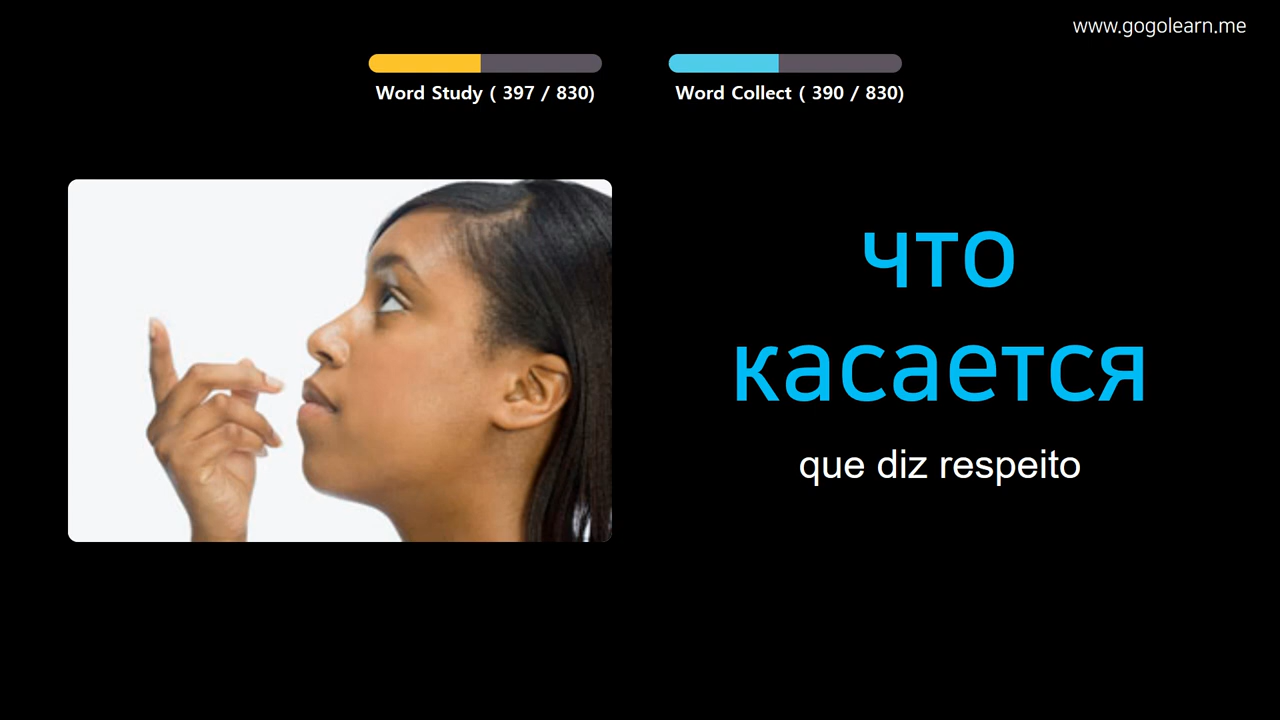 www.gogolearn.me
Word Study ( 397 / 830)
Word Collect ( 390 / 830)
что
касается
que diz respeito